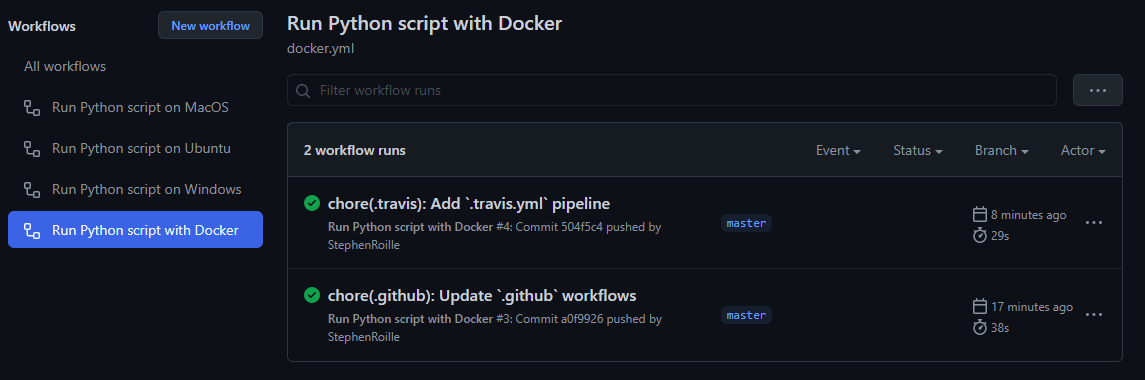 Workflows
New workflow
All workflows
Run Python script on MacOS
Run Python script on Ubuntu
Run Python script on Windows
Run Python script with Docker
Run Python script with Docker
docker.yml
Filter workflow runs
2 workflow runs
Event
Status
Branch
Actor
chore(.travis): Add `.travis.yml` pipeline
Run Python script with Docker #4: Commit 504f5c4 pushed by
StephenRoille
master
8 minutes ago
29s
chore(.github): Update `.github` workflows
Run Python script with Docker #3: Commit a0f9926 pushed by
StephenRoille
master
17 minutes ago
38s